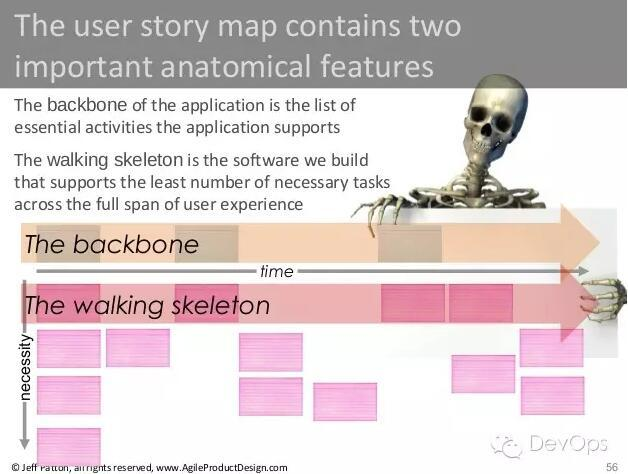 The user story map contains two
important anatomical features
The backbone of the application is the list of
essential activities the application supports
The walking skeleton is the software we build
that supports the least number of necessary tasks
across the full span of user experience
The backbone
time
The walking skeleton
necessity
© Jeff Patton, all rights reserved, www.AgileProductDesign.com
DevOps
56